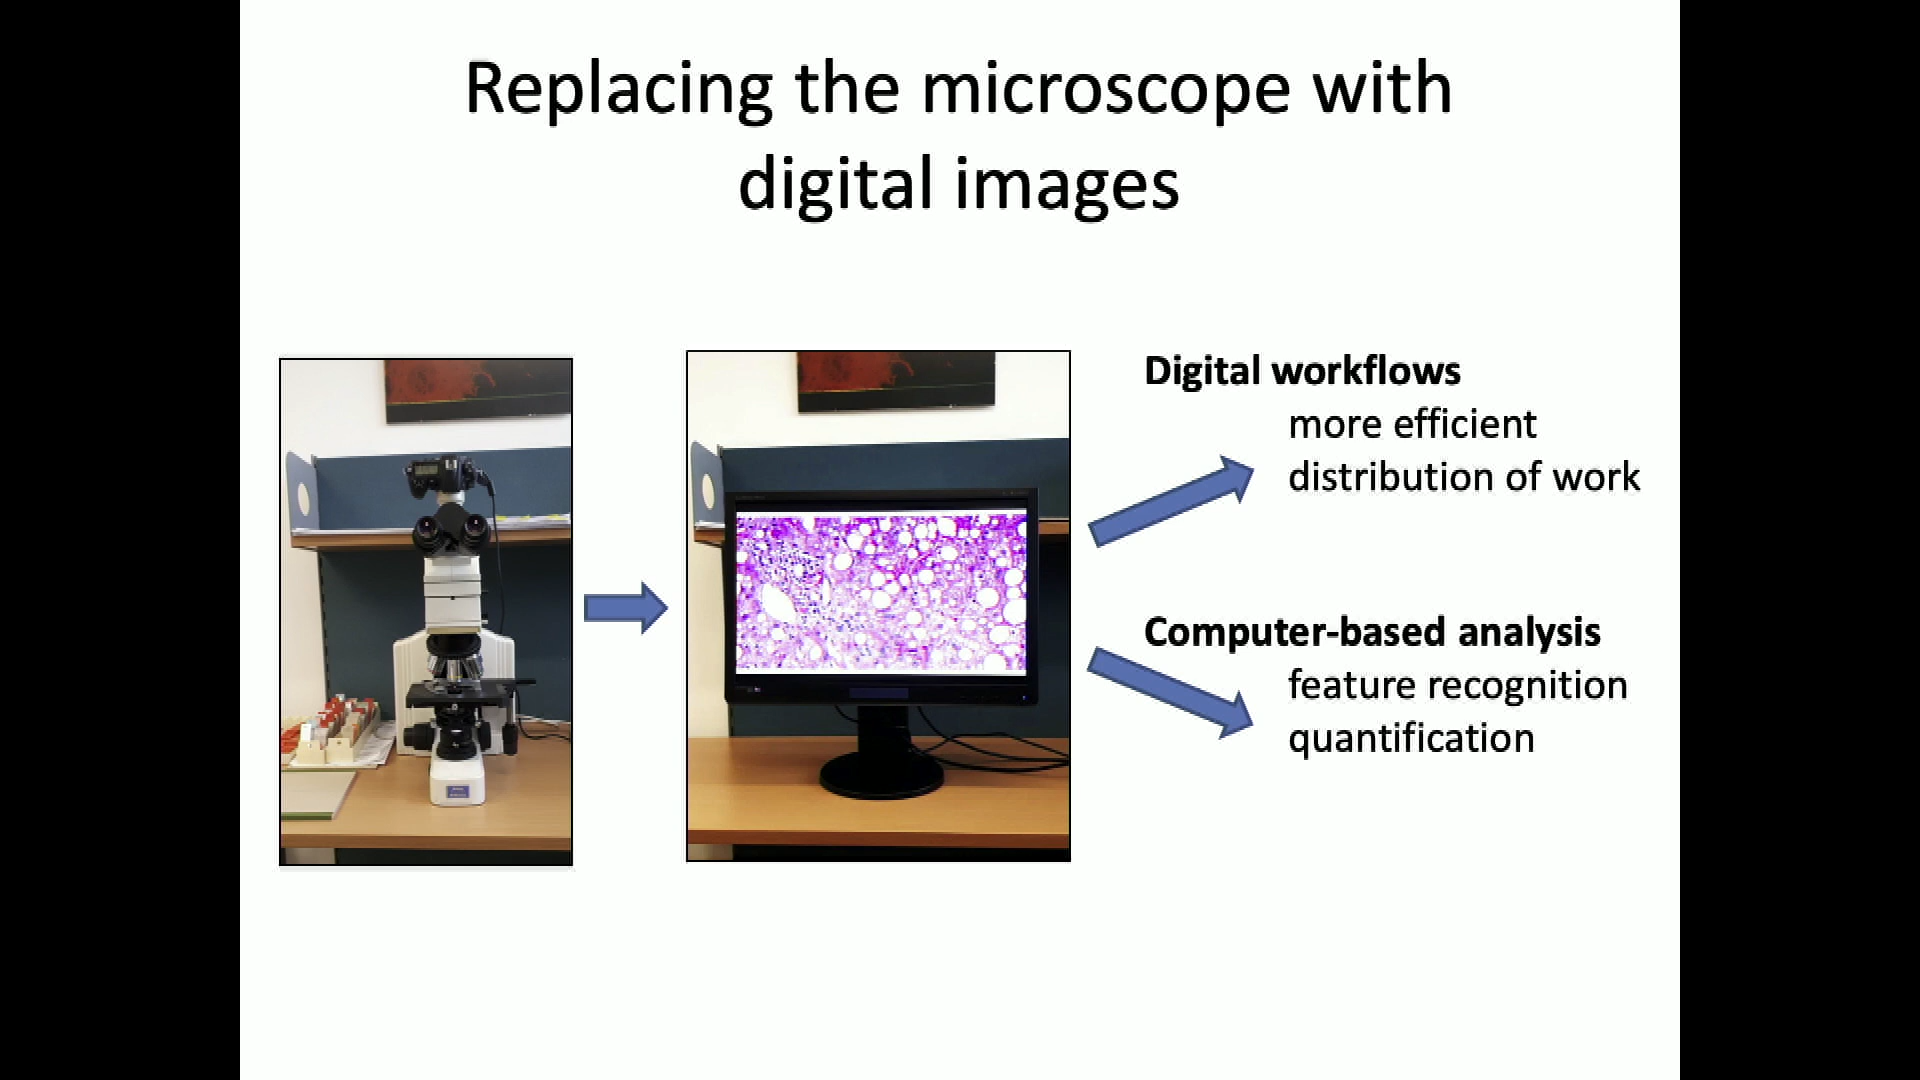 Replacing the microscope with
digital images
Digital workflows
more efficient
distribution of work
Computer-based analysis
feature recognition
quantification